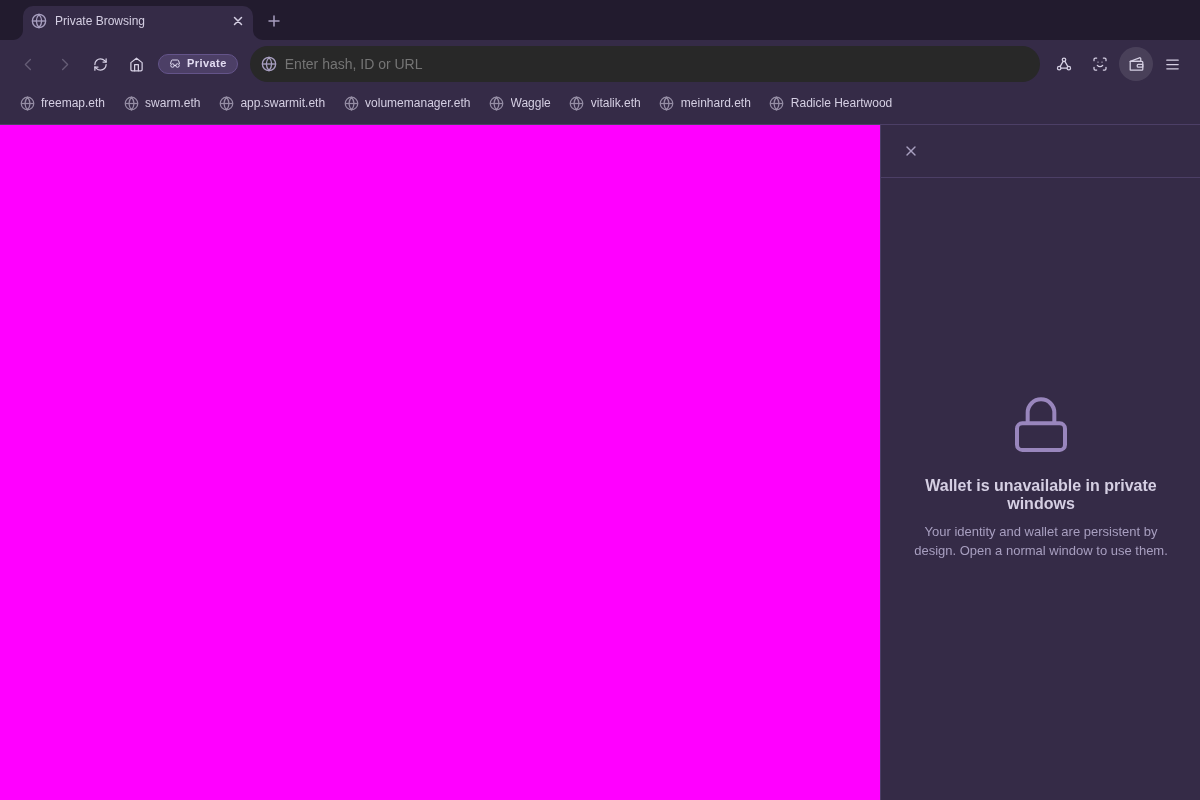 Private Browsing
Private
Enter hash, ID or URL
freemap.eth
swarm.eth
app.swarmit.eth
volumemanager.eth
Waggle
vitalik.eth
meinhard.eth
Radicle Heartwood
Wallet is unavailable in private
windows
Your identity and wallet are persistent by
design. Open a normal window to use them.